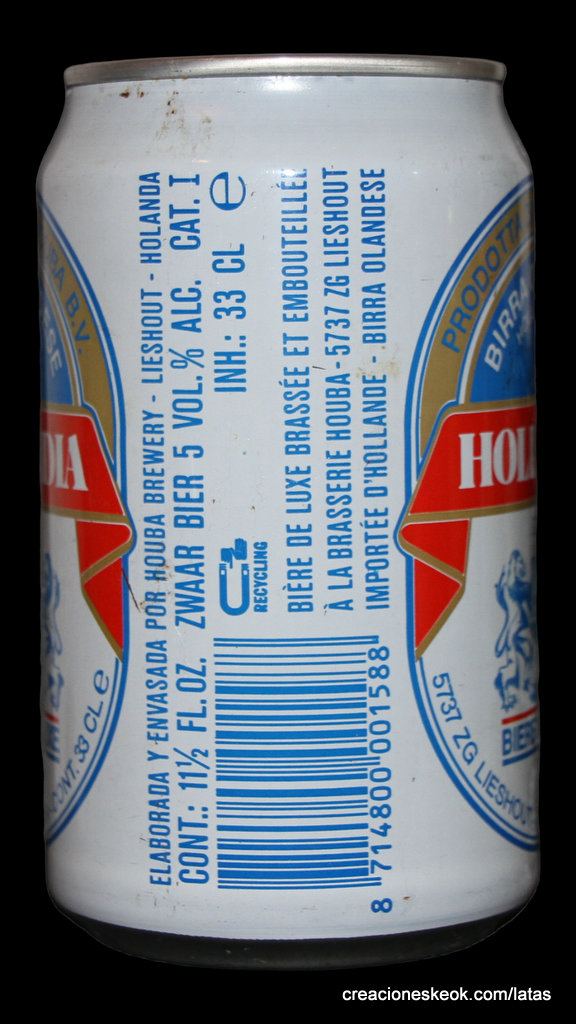 ELABORADA Y ENVASADA POR HOUBA BREWERY - LIESHOUT - HOLANDA
CONT.: 11½ FL. OZ. ZWAAR BIER 5 VOL.% ALC. CAT. I
INH.: 33 CL e
RECYCLING
BIÈRE DE LUXE BRASSÉE ET EMBOUTEILLÉE
À LA BRASSERIE HOUBA - 5737 ZG LIESHOUT
IMPORTÉE D'HOLLANDE - BIRRA OLANDESE
8 714800 001588
B.V.
DIA
CONT. 33 CL e
PRODOTTA
BIRRA
HOL
5737 ZG LIESHOUT
BIER
creacioneskeok.com/latas